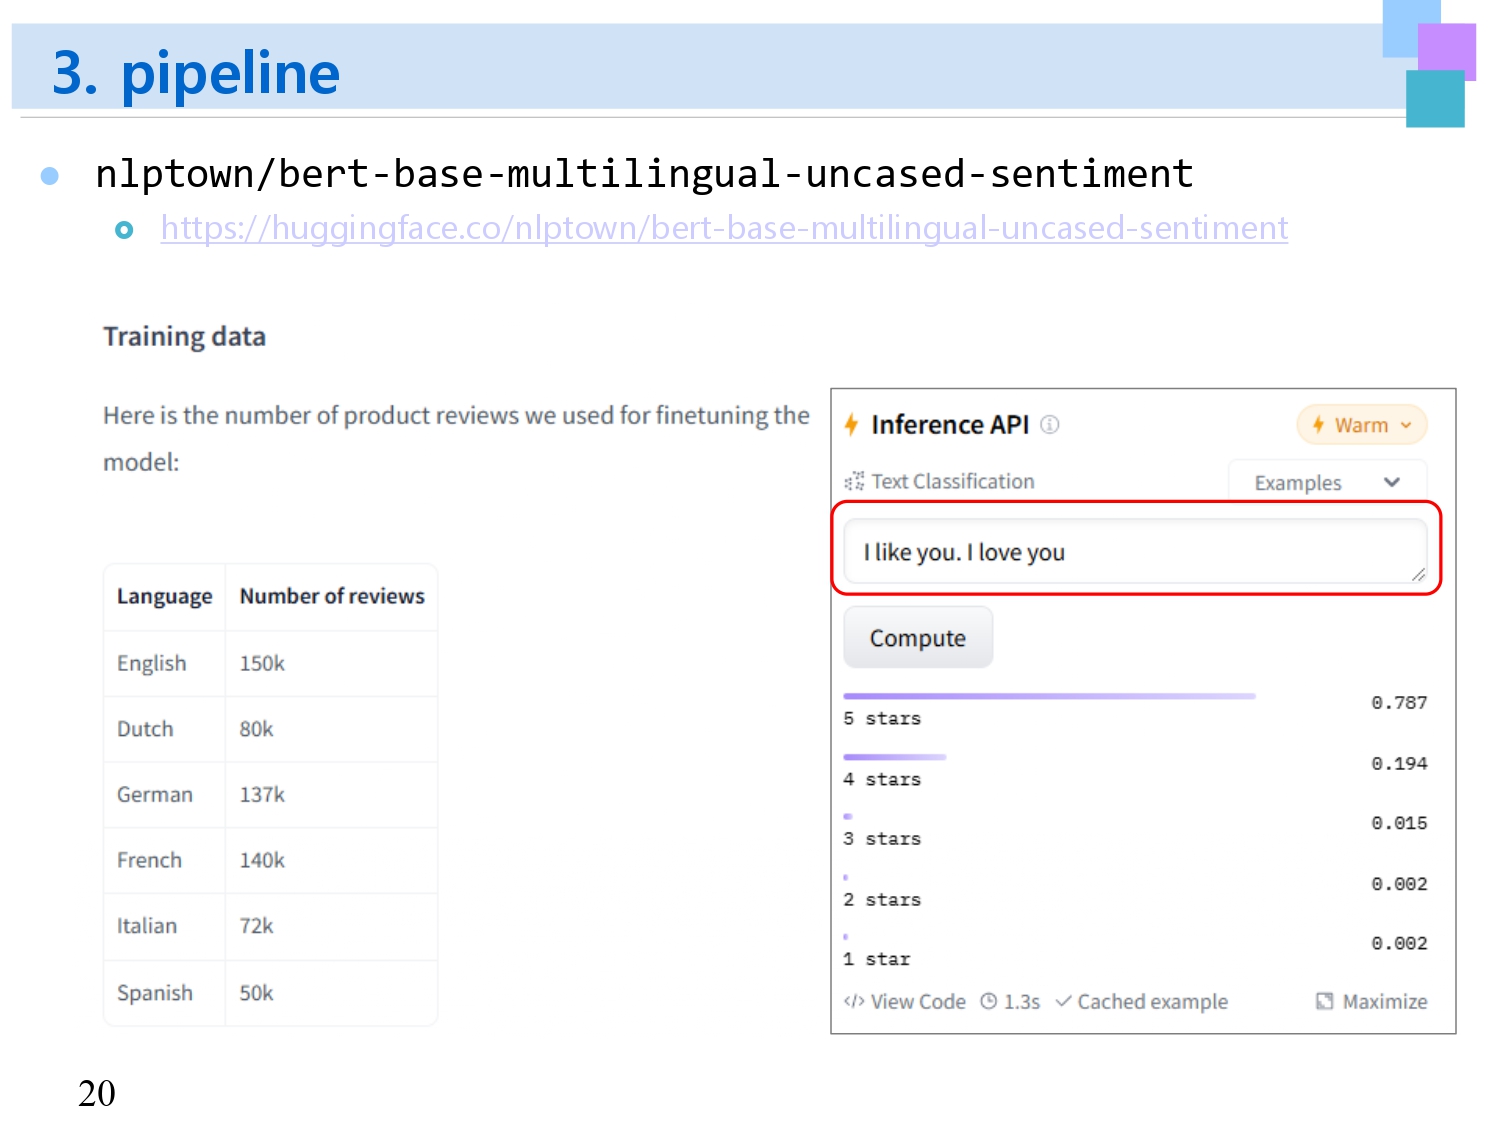 3. pipeline
nlptown/bert-base-multilingual-uncased-sentiment
https://huggingface.co/nlptown/bert-base-multilingual-uncased-sentiment
Training data
Here is the number of product reviews we used for finetuning the
model:
Language Number of reviews
English 150k
Dutch 80k
German 137k
French 140k
Italian 72k
Spanish 50k
Inference API Warm
Text Classification Examples
I like you. I love you
Compute
0.787
5 stars
0.194
4 stars
0.015
3 stars
0.002
2 stars
0.002
1 star
</> View Code 1.3s Cached example Maximize
20